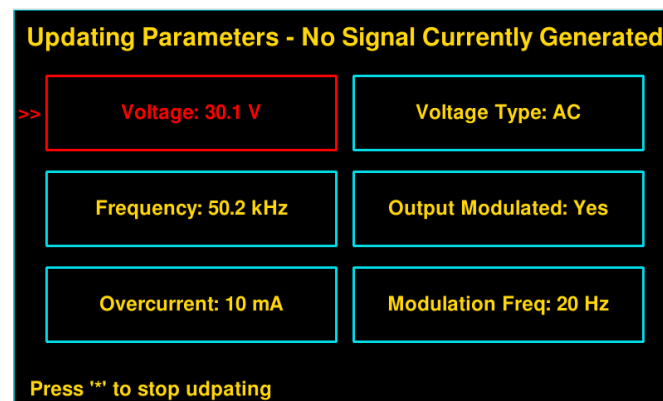 Updating Parameters - No Signal Currently Generated
>> Voltage: 30.1 V
Voltage Type: AC
Frequency: 50.2 kHz
Output Modulated: Yes
Overcurrent: 10 mA
Modulation Freq: 20 Hz
Press '*' to stop udpating